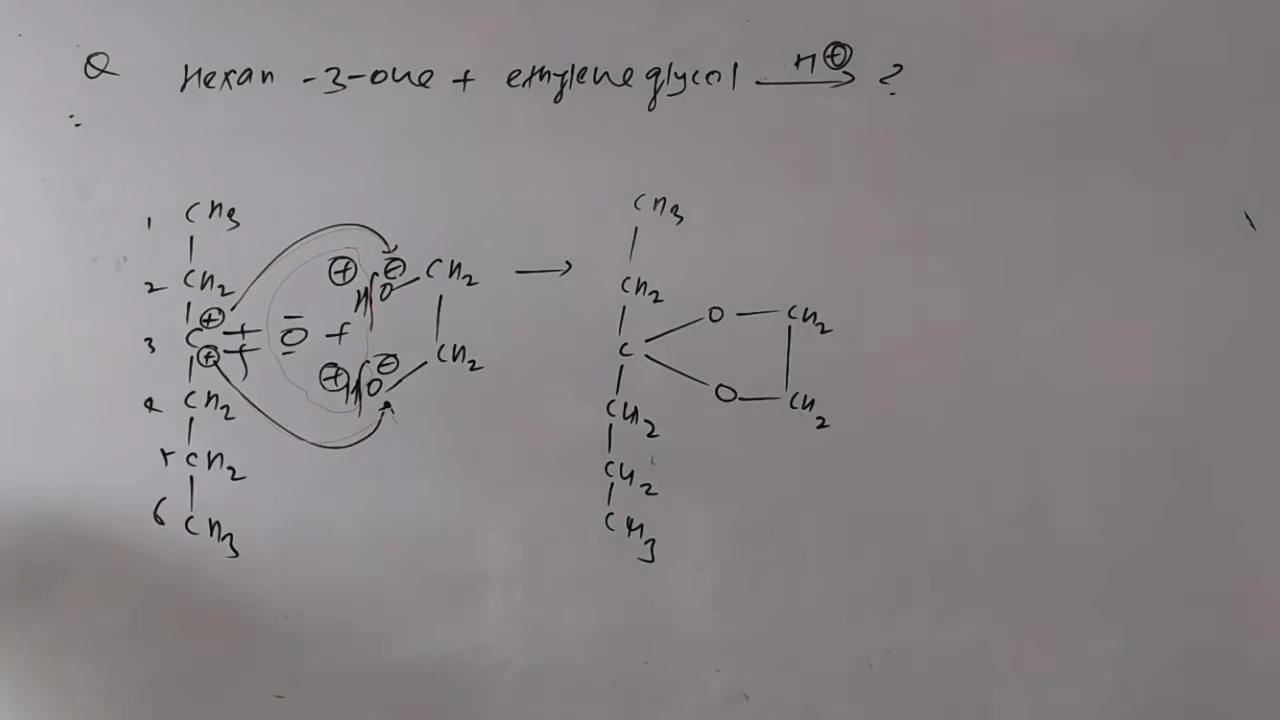 Q Hexan -3-one + ethylene glycol H⊕ → ?
:
1 CH3
2 CH2
3 C ⊕ ⊕ = O + H O CH2
⊕ ⊖
⊕ H O ⊖ CH2
4 CH2
5 CH2
6 CH3
→
CH3
CH2
C O — CH2
O — CH2
CH2
CH2
CH3